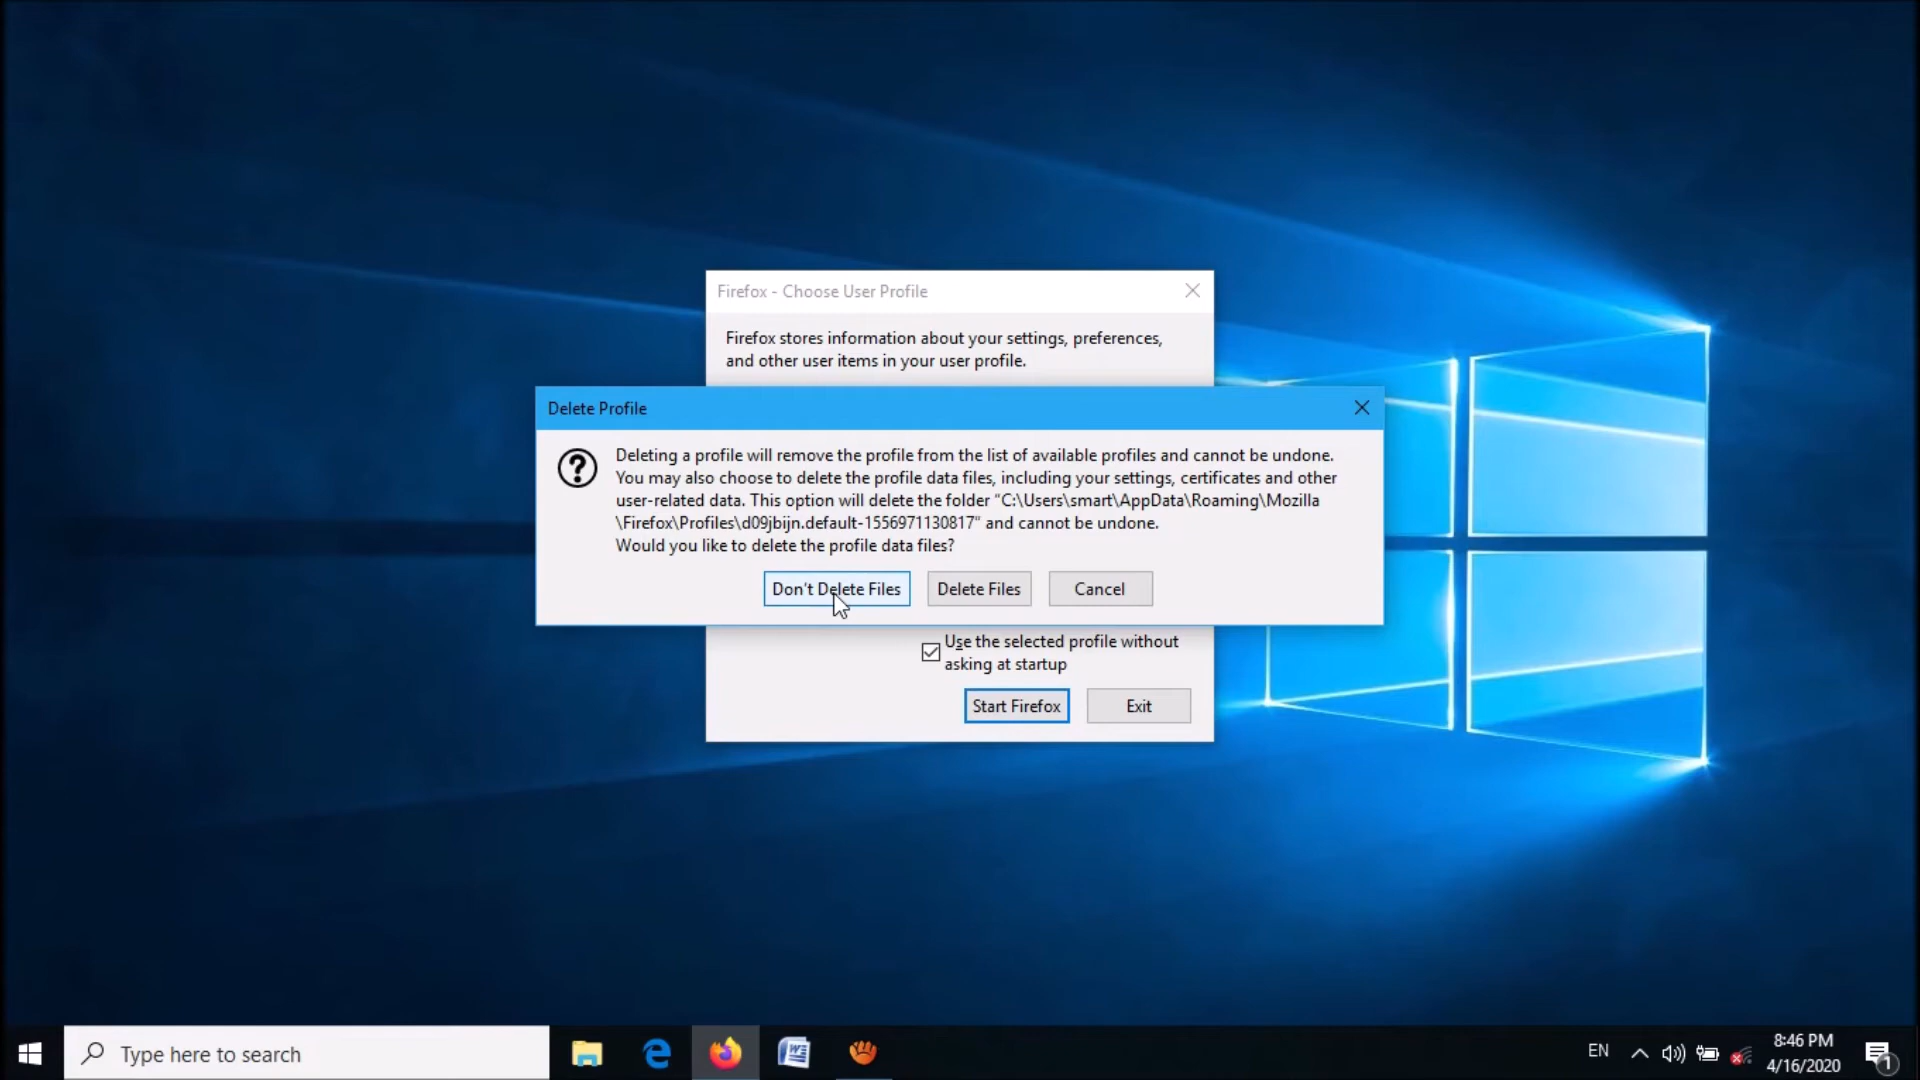 Firefox - Choose User Profile
Firefox stores information about your settings, preferences,
and other user items in your user profile.
Delete Profile
Deleting a profile will remove the profile from the list of available profiles and cannot be undone.
You may also choose to delete the profile data files, including your settings, certificates and other
user-related data. This option will delete the folder "C:\Users\smart\AppData\Roaming\Mozilla
\Firefox\Profiles\d09jbijn.default-1556971130817" and cannot be undone.
Would you like to delete the profile data files?
Don't Delete Files Delete Files Cancel
Use the selected profile without
asking at startup
Start Firefox Exit
Type here to search
EN
8:46 PM
4/16/2020
1